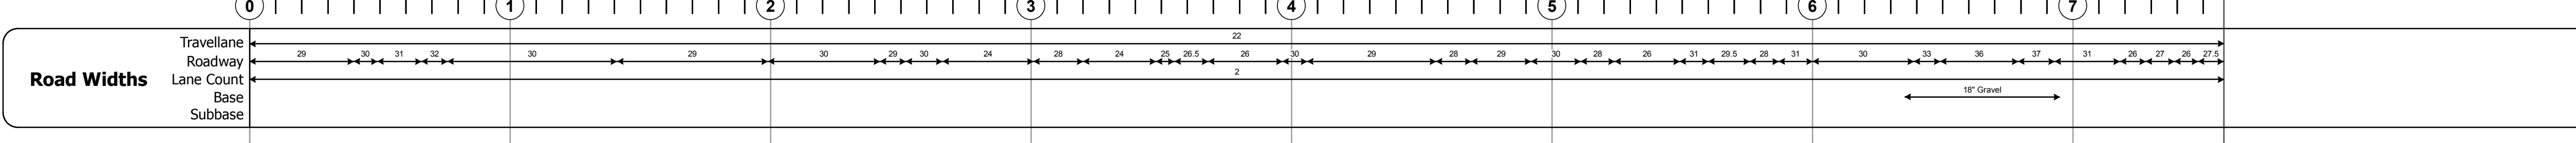 0 1 2 3 4 5 6 7
Travellane 22
Roadway 29 30 31 32 30 29 30 29 30 24 28 24 25 26.5 26 30 29 28 29 30 28 26 31 29.5 28 31 30 33 36 37 31 26 27 26 27.5
Road Widths
Lane Count 2
Base 18" Gravel
Subbase